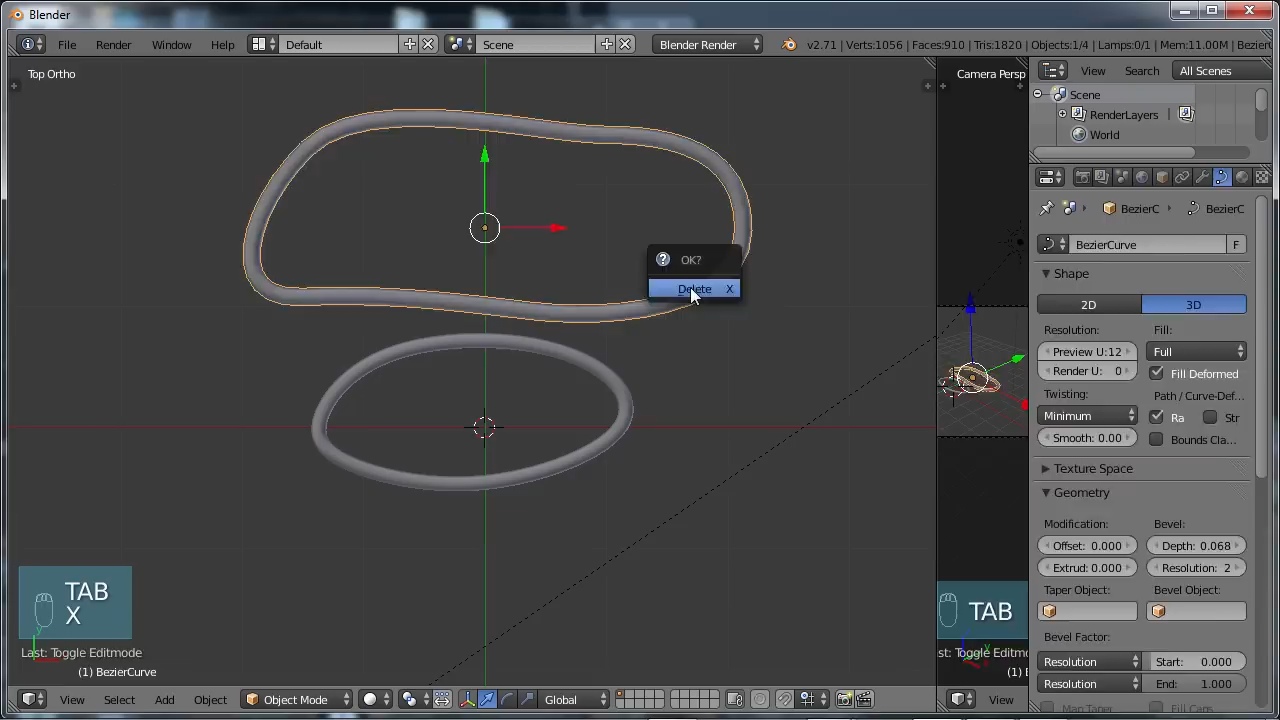 Blender
File Render Window Help Default Scene Blender Render v2.71 | Verts:1056 | Faces:910 | Tris:1820 | Objects:1/4 | Lamps:0/1 | Mem:11.00M | BezierC
Top Ortho
Camera Persp
View Search All Scenes
Scene
RenderLayers
World
BezierC BezierC
BezierCurve F
Shape
2D 3D
Resolution: Fill:
Preview U:12 Full
Render U: 0 Fill Deformed
Twisting: Path / Curve-Def...
Minimum Ra Str
Smooth: 0.00 Bounds Cla...
Texture Space
Geometry
Modification: Bevel:
Offset: 0.000 Depth: 0.068
Extrud: 0.000 Resolution: 2
Taper Object: Bevel Object:
Bevel Factor:
Resolution Start: 0.000
Resolution End: 1.000
Map Taper Fill Caps
OK?
Delete X
TAB
X
y
Last: Toggle Editmode
(1) BezierCurve
TAB
Last: Toggle Editmo
(1) B
View Select Add Object Object Mode Global View